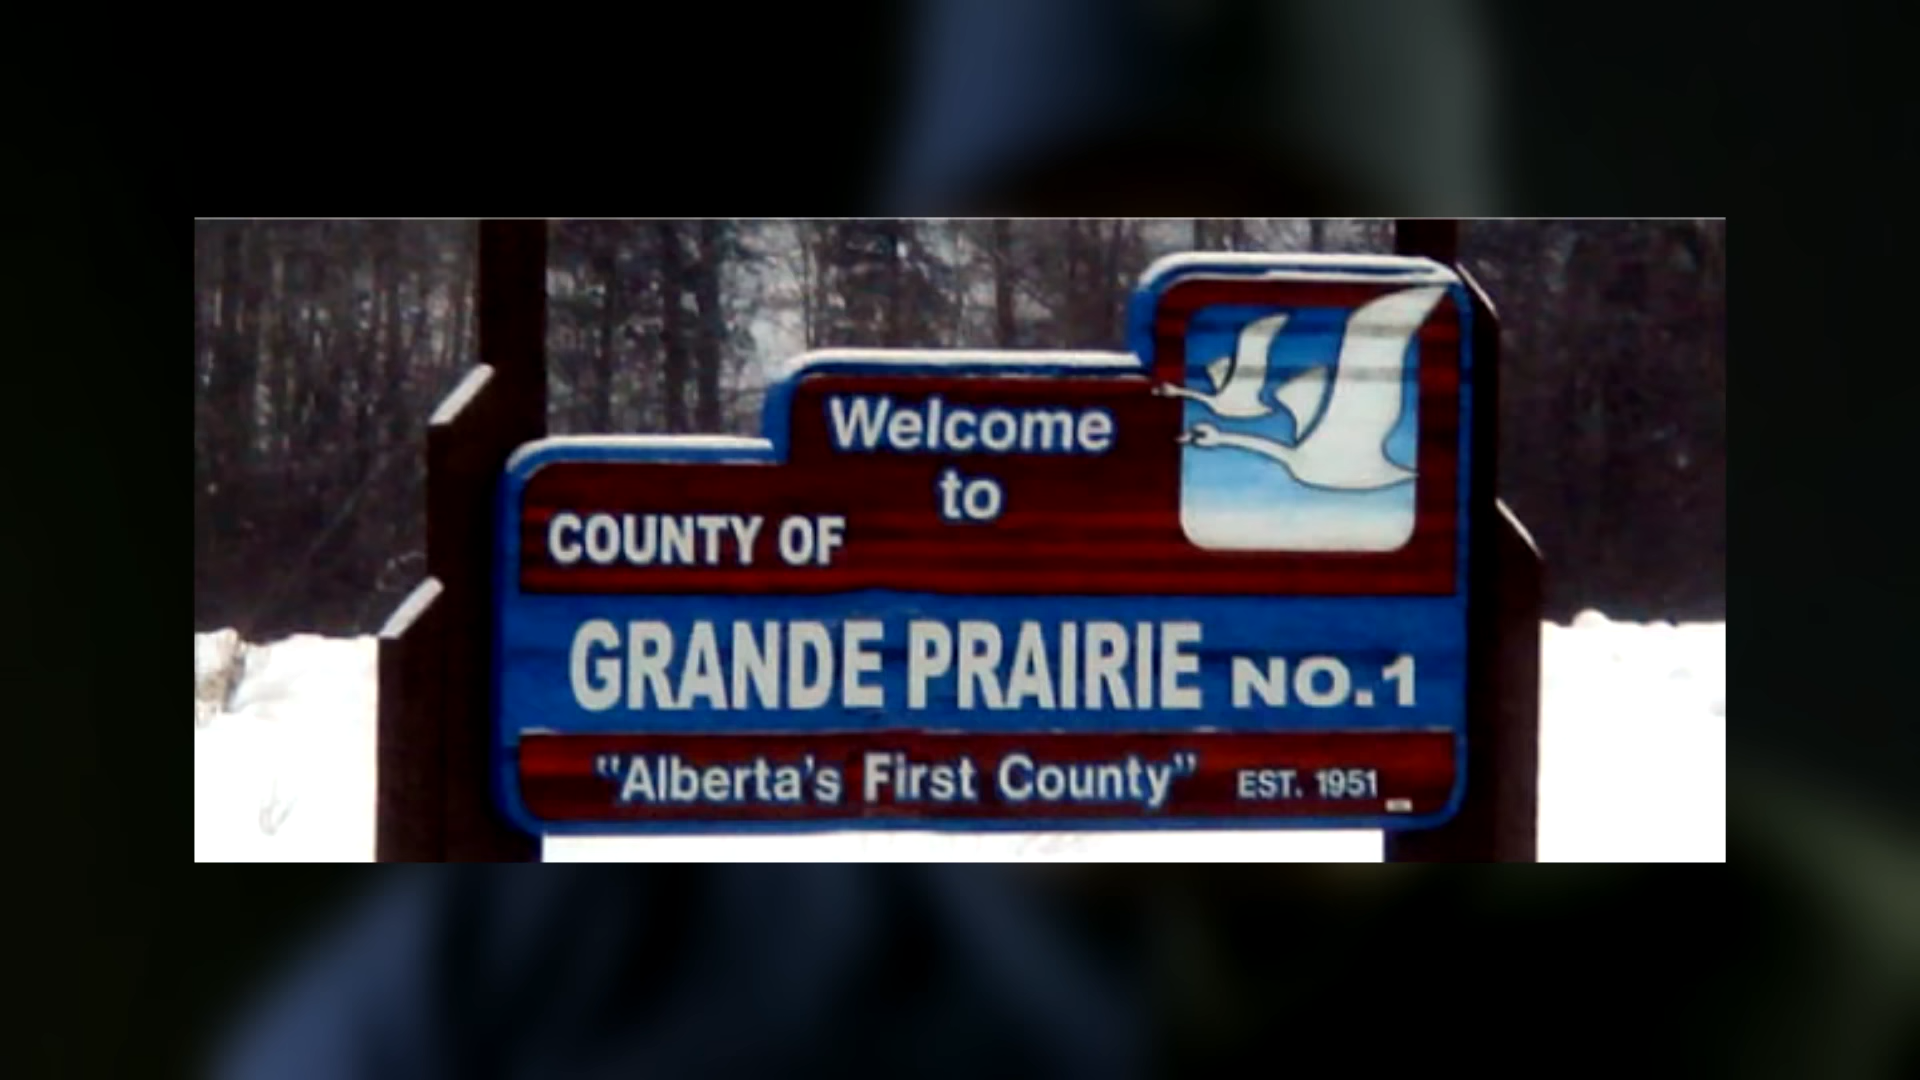 Welcome
to
COUNTY OF
GRANDE PRAIRIE NO.1
"Alberta's First County" EST. 1951